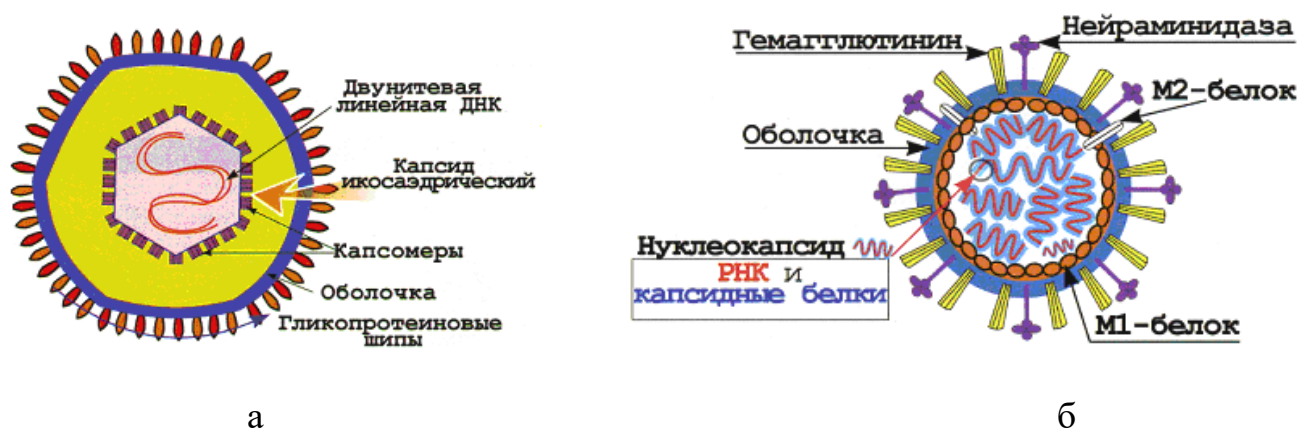 Двунитевая
линейная ДНК
Капсид
икосаэдрический
Капсомеры
Оболочка
Гликопротеиновые
шипы
а
Гемагглютинин
Нейраминидаза
М2-белок
Оболочка
Нуклеокапсид
РНК и
капсидные белки
М1-белок
б